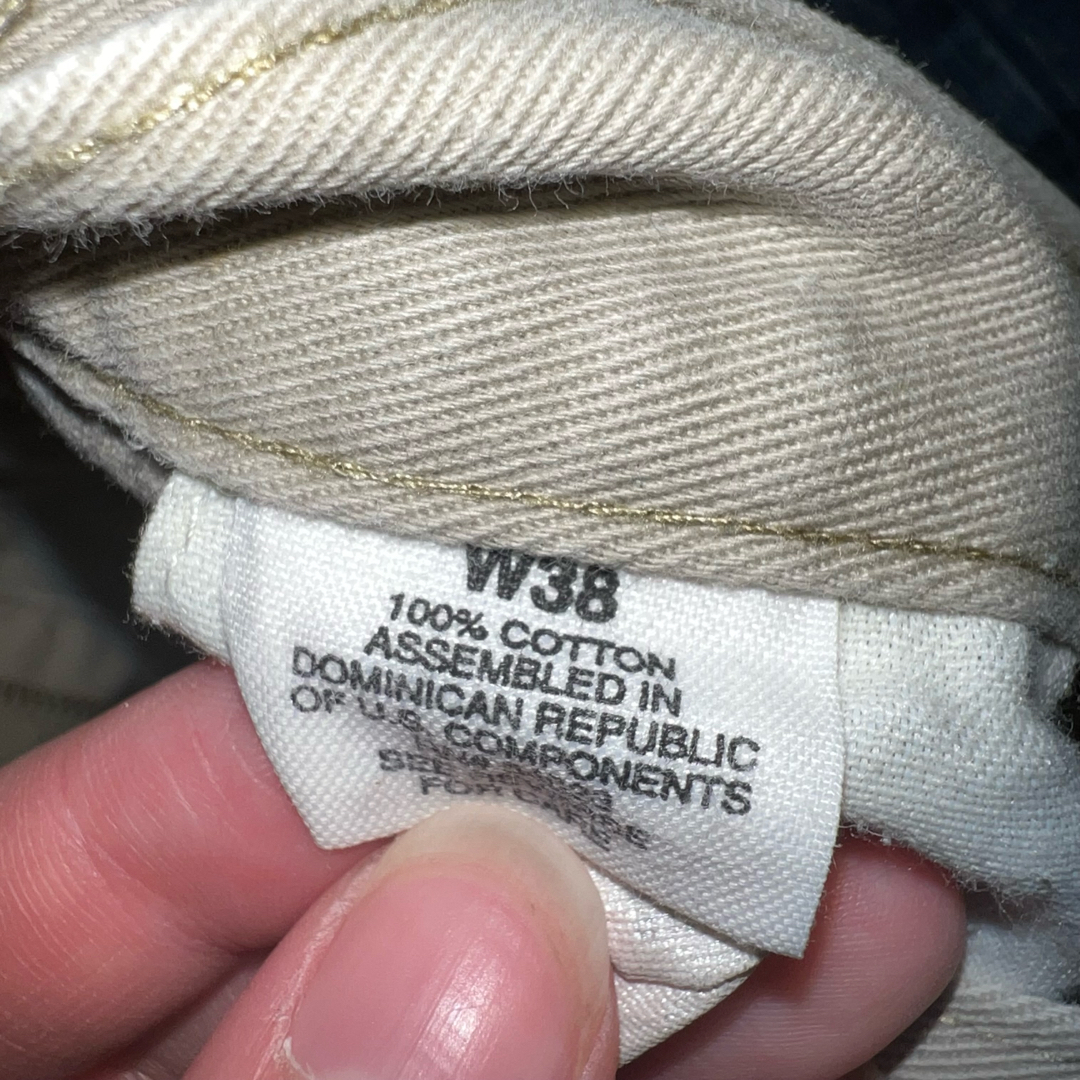 W38
100% COTTON
ASSEMBLED IN
DOMINICAN REPUBLIC
OF U.S. COMPONENTS
FOR CARE